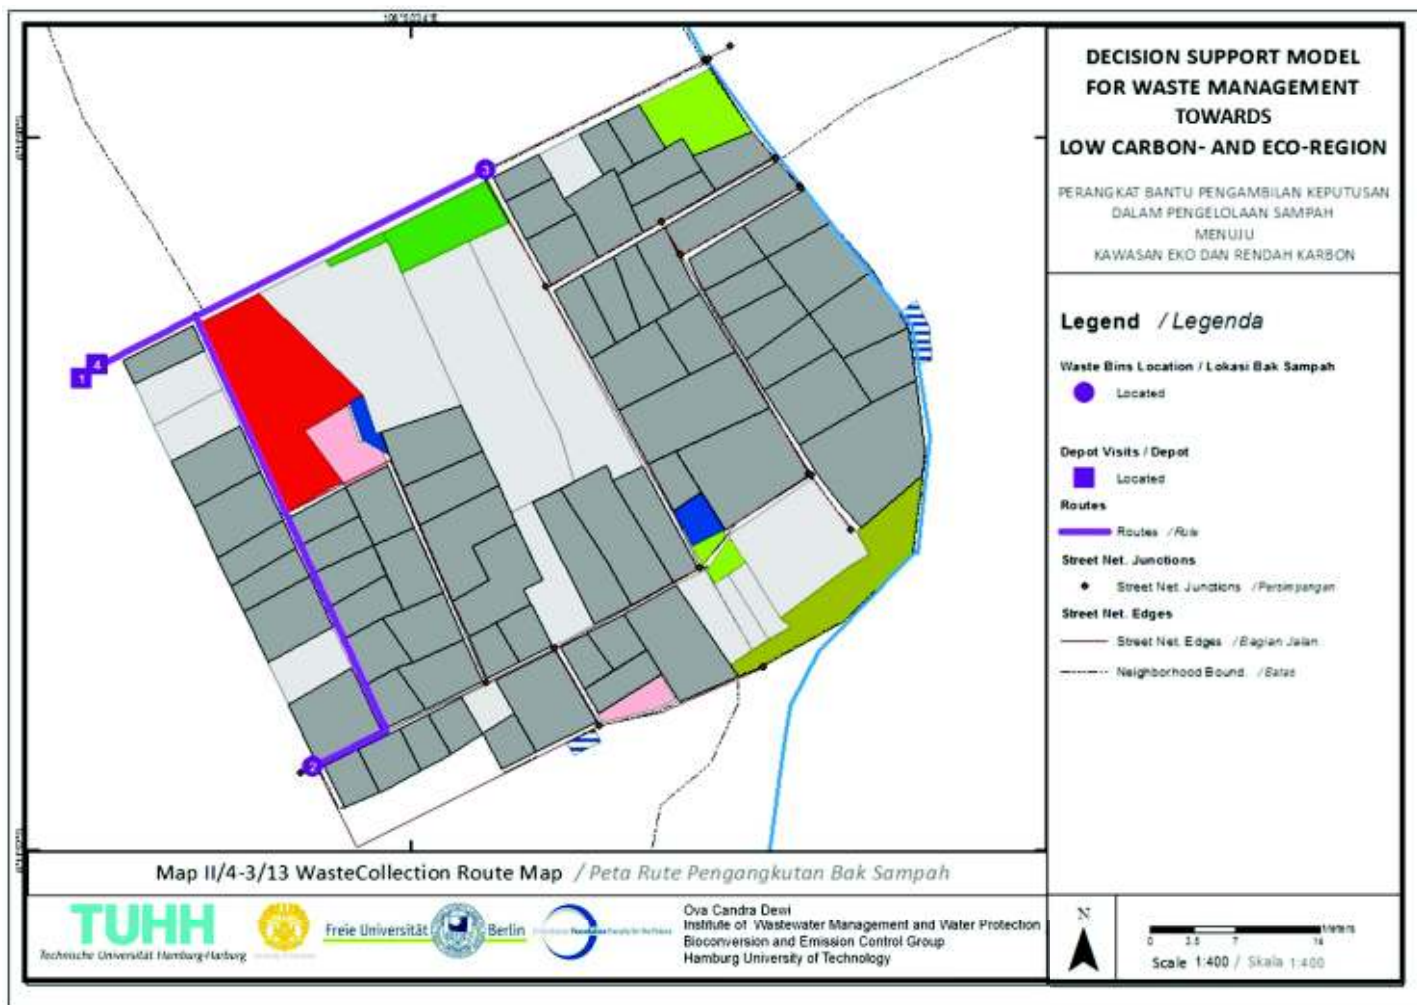 DECISION SUPPORT MODEL
FOR WASTE MANAGEMENT
TOWARDS
LOW CARBON- AND ECO-REGION
PERANGKAT BANTU PENGAMBILAN KEPUTUSAN
DALAM PENGELOLAAN SAMPAH
MENUJU
KAWASAN EKO DAN RENDAH KARBON
Legend / Legenda
Waste Bins Location / Lokasi Bak Sampah
Located
Depot Visits / Depot
Located
Routes
Routes / Rute
Street Net. Junctions
Street Net. Junctions / Persimpangan
Street Net. Edges
Street Net. Edges / Bagian Jalan
Neighborhood Bound. / Batas
3
4
1
2
Map II/4-3/13 WasteCollection Route Map / Peta Rute Pengangkutan Bak Sampah
TUHH
Technische Universität Hamburg-Harburg
Freie Universität Berlin
Ova Candra Dewi
Institute of Wastewater Management and Water Protection
Bioconversion and Emission Control Group
Hamburg University of Technology
N
Meters
0 3.5 7 14
Scale 1:400 / Skala 1:400